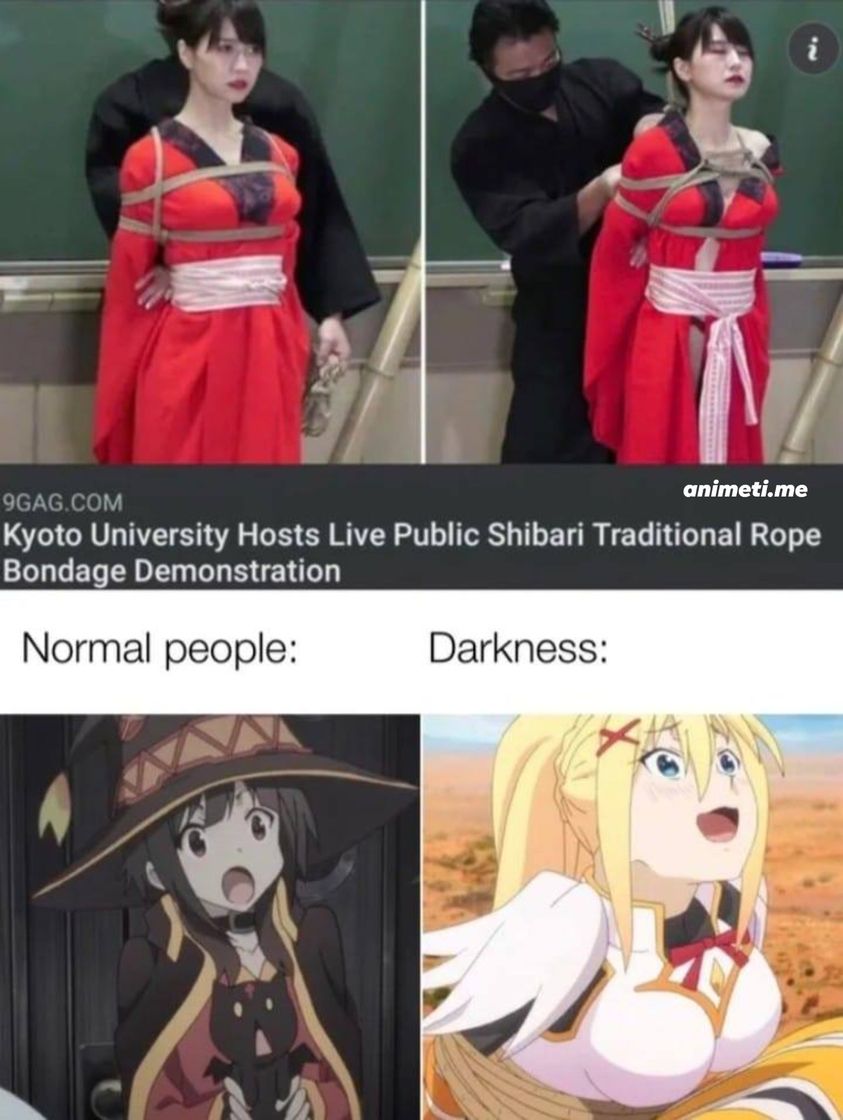 i
animeti.me
9GAG.COM
Kyoto University Hosts Live Public Shibari Traditional Rope
Bondage Demonstration
Normal people:
Darkness: